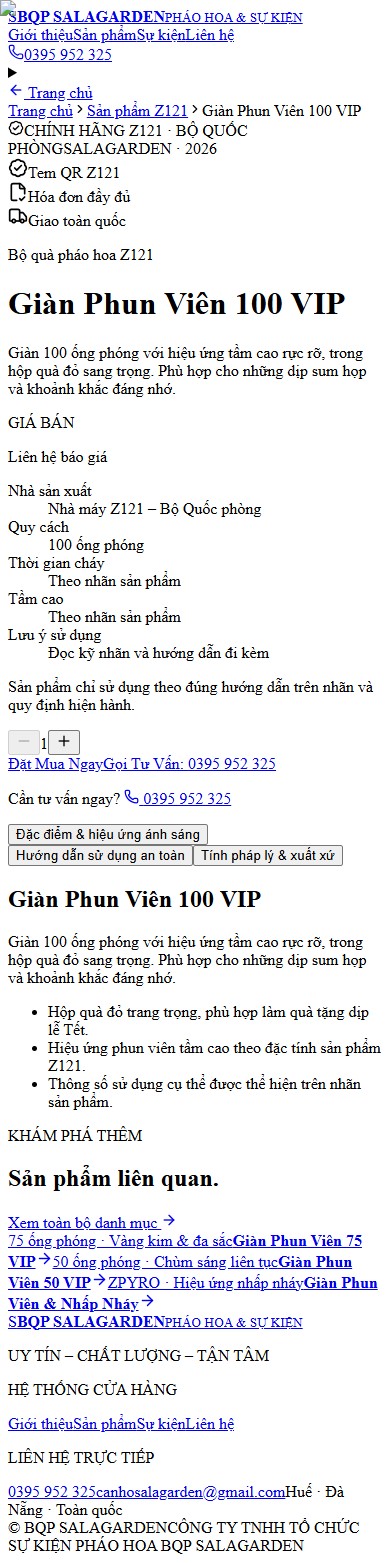 SBQP SALAGARDENPHÁO HOA & SỰ KIỆN
Giới thiệuSản phẩmSự kiệnLiên hệ
0395 952 325
Trang chủ
Trang chủ › Sản phẩm Z121 › Giàn Phun Viên 100 VIP
CHÍNH HÃNG Z121 · BỘ QUỐC
PHÒNGSALAGARDEN · 2026
Tem QR Z121
Hóa đơn đầy đủ
Giao toàn quốc
Bộ quà pháo hoa Z121
Giàn Phun Viên 100 VIP
Giàn 100 ống phóng với hiệu ứng tầm cao rực rỡ, trong
hộp quà đỏ sang trọng. Phù hợp cho những dịp sum họp
và khoảnh khắc đáng nhớ.
GIÁ BÁN
Liên hệ báo giá
Nhà sản xuất
Nhà máy Z121 – Bộ Quốc phòng
Quy cách
100 ống phóng
Thời gian cháy
Theo nhãn sản phẩm
Tầm cao
Theo nhãn sản phẩm
Lưu ý sử dụng
Đọc kỹ nhãn và hướng dẫn đi kèm
Sản phẩm chỉ sử dụng theo đúng hướng dẫn trên nhãn và
quy định hiện hành.
− 1 +
Đặt Mua NgayGọi Tư Vấn: 0395 952 325
Cần tư vấn ngay? 0395 952 325
Đặc điểm & hiệu ứng ánh sáng
Hướng dẫn sử dụng an toàn Tính pháp lý & xuất xứ
Giàn Phun Viên 100 VIP
Giàn 100 ống phóng với hiệu ứng tầm cao rực rỡ, trong
hộp quà đỏ sang trọng. Phù hợp cho những dịp sum họp
và khoảnh khắc đáng nhớ.
• Hộp quà đỏ trang trọng, phù hợp làm quà tặng dịp
lễ Tết.
• Hiệu ứng phun viên tầm cao theo đặc tính sản phẩm
Z121.
• Thông số sử dụng cụ thể được thể hiện trên nhãn
sản phẩm.
KHÁM PHÁ THÊM
Sản phẩm liên quan.
Xem toàn bộ danh mục →
75 ống phóng · Vàng kim & đa sắcGiàn Phun Viên 75
VIP→50 ống phóng · Chùm sáng liên tụcGiàn Phun
Viên 50 VIP→ZPYRO · Hiệu ứng nhấp nháyGiàn Phun
Viên & Nhấp Nháy→
SBQP SALAGARDENPHÁO HOA & SỰ KIỆN
UY TÍN – CHẤT LƯỢNG – TẬN TÂM
HỆ THỐNG CỬA HÀNG
Giới thiệuSản phẩmSự kiệnLiên hệ
LIÊN HỆ TRỰC TIẾP
0395 952 325canhosalagarden@gmail.comHuế · Đà
Nẵng · Toàn quốc
© BQP SALAGARDENCÔNG TY TNHH TỔ CHỨC
SỰ KIỆN PHÁO HOA BQP SALAGARDEN